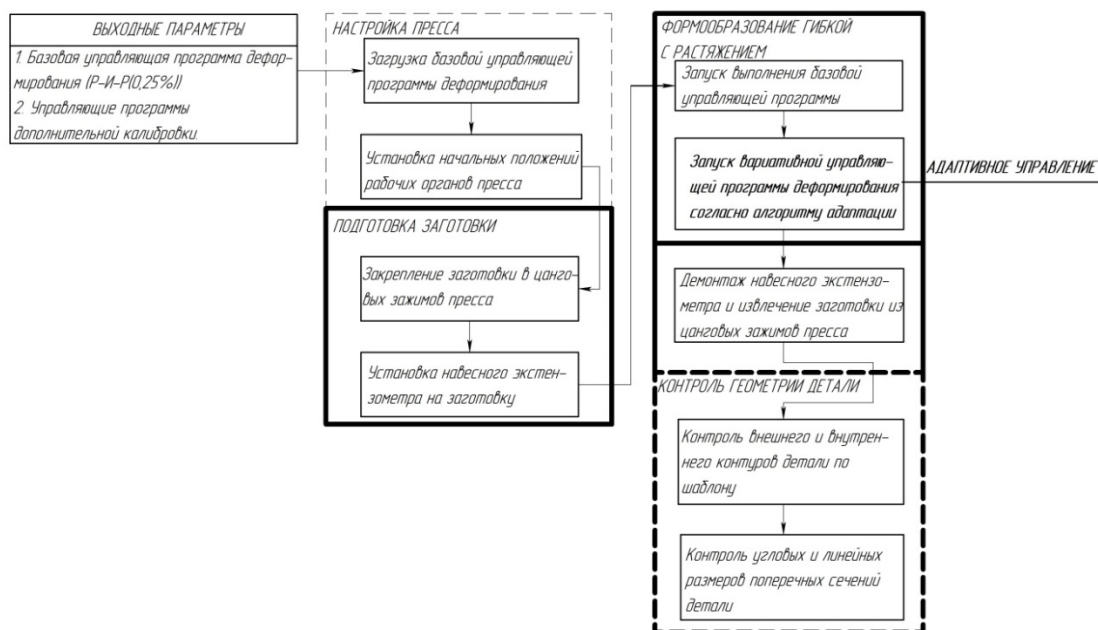 ВЫХОДНЫЕ ПАРАМЕТРЫ
1. Базовая управляющая программа дефор-
мирования (Р-И-Р(0,25%))
2. Управляющие программы
дополнительной калибровки.
НАСТРОЙКА ПРЕССА
Загрузка базовой управляющей
программы деформирования
Установка начальных положений
рабочих органов пресса
ПОДГОТОВКА ЗАГОТОВКИ
Закрепление заготовки в цанго-
вых зажимов пресса
Установка навесного экстен-
зометра на заготовку
ФОРМООБРАЗОВАНИЕ ГИБКОЙ
С РАСТЯЖЕНИЕМ
Запуск выполнения базовой
управляющей программы
Запуск вариативной управляю-
щей программы деформирования
согласно алгоритму адаптации
АДАПТИВНОЕ УПРАВЛЕНИЕ
Демонтаж навесного экстензо-
метра и извлечение заготовки из
цанговых зажимов пресса
КОНТРОЛЬ ГЕОМЕТРИИ ДЕТАЛИ
Контроль внешнего и внутрен-
него контуров детали по
шаблону
Контроль угловых и линейных
размеров поперечных сечений
детали